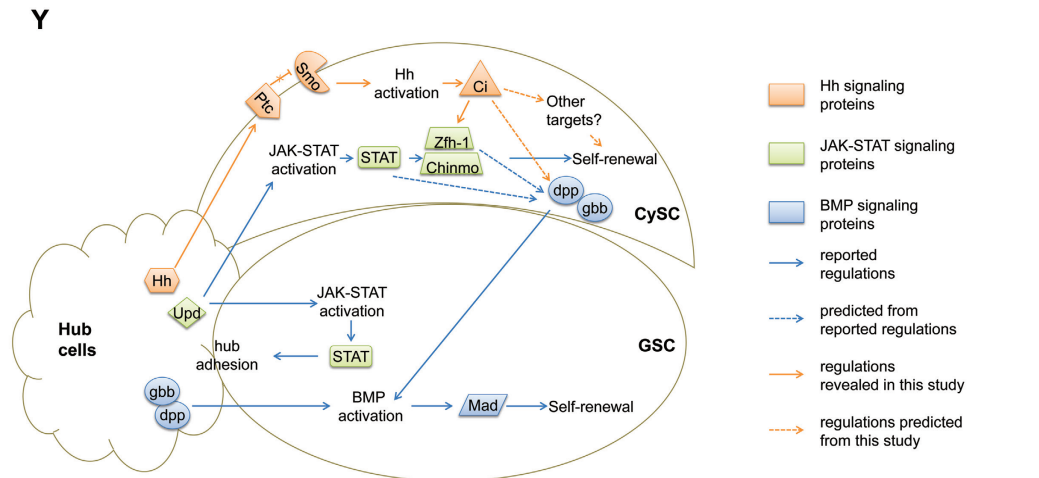 Y
Smo
Ptc
Hh
activation
Ci
Other
targets?
JAK-STAT
activation
STAT
Zfh-1
Chinmo
Self-renewal
dpp
gbb
CySC
Hh
Upd
Hub
cells
JAK-STAT
activation
STAT
hub
adhesion
GSC
gbb
dpp
BMP
activation
Mad
Self-renewal
Hh signaling
proteins
JAK-STAT signaling
proteins
BMP signaling
proteins
reported
regulations
predicted from
reported regulations
regulations
revealed in this study
regulations predicted
from this study